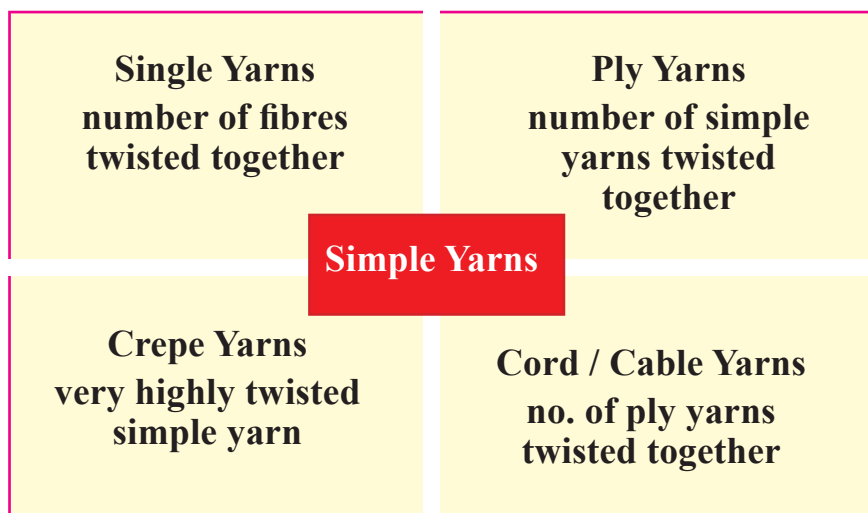 Single Yarns
number of fibres
twisted together
Ply Yarns
number of simple
yarns twisted
together
Simple Yarns
Crepe Yarns
very highly twisted
simple yarn
Cord / Cable Yarns
no. of ply yarns
twisted together